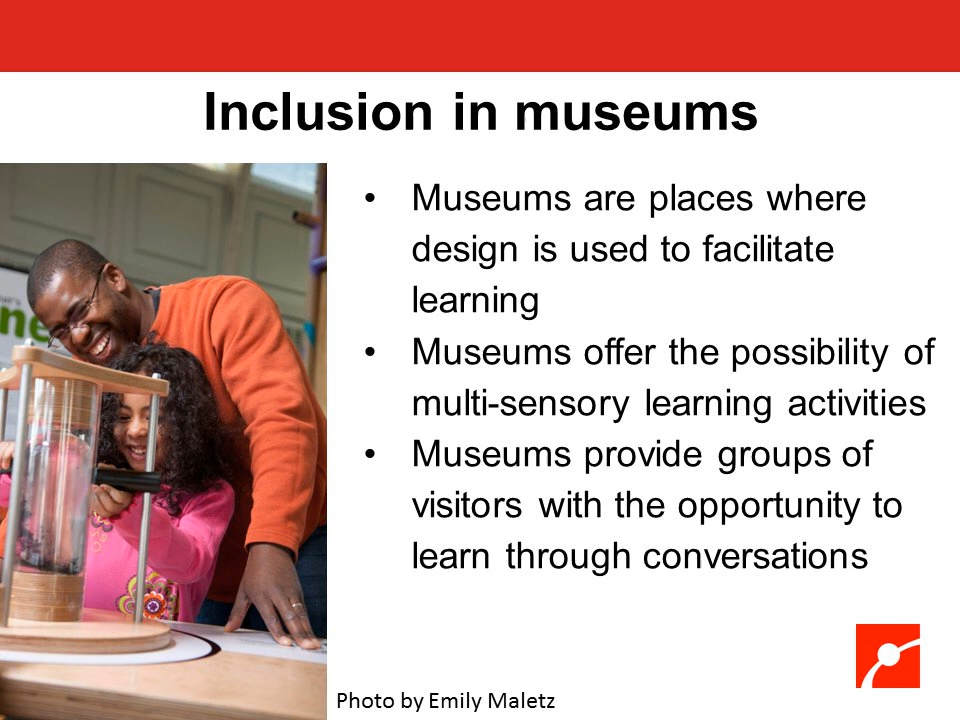 Inclusion in museums
• Museums are places where
design is used to facilitate
learning
• Museums offer the possibility of
multi-sensory learning activities
• Museums provide groups of
visitors with the opportunity to
learn through conversations
Photo by Emily Maletz